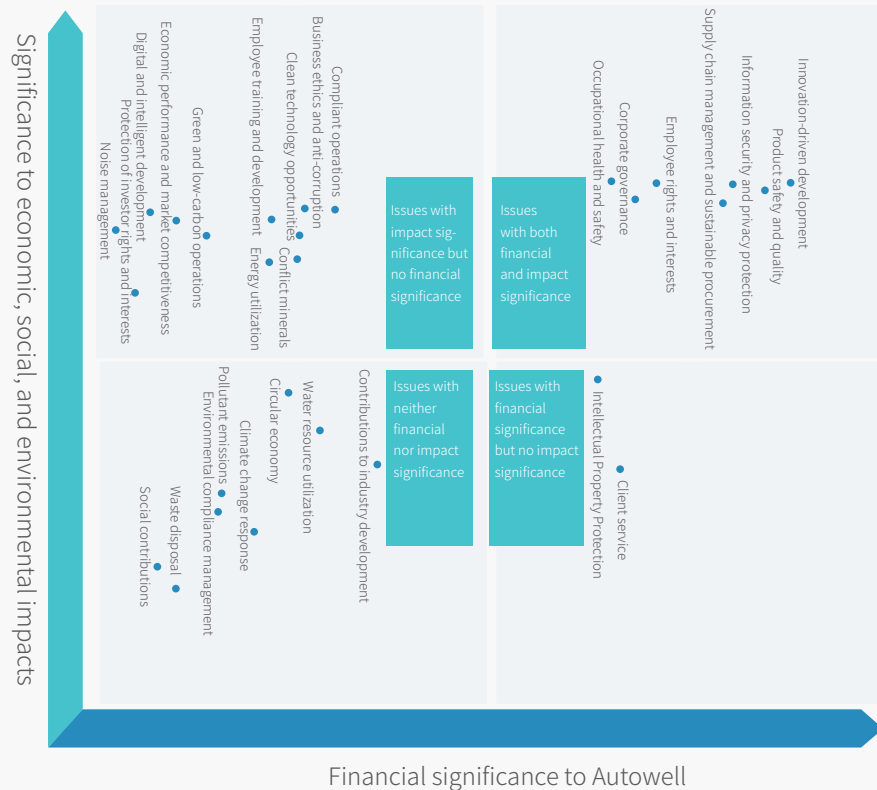 Significance to economic, social, and environmental impacts
Noise management
Protection of investor rights and interests
Digital and intelligent development
Economic performance and market competitiveness
Green and low-carbon operations
Employee training and development
Energy utilization
Clean technology opportunities
Conflict minerals
Business ethics and anti-corruption
Compliant operations
Issues with
impact sig-
nificance but
no financial
significance
Issues
with both
financial
and impact
significance
Occupational health and safety
Corporate governance
Employee rights and interests
Supply chain management and sustainable procurement
Information security and privacy protection
Product safety and quality
Innovation-driven development
Social contributions
Waste disposal
Environmental compliance management
Pollutant emissions
Climate change response
Circular economy
Water resource utilization
Contributions to industry development
Issues with
neither
financial
nor impact
significance
Issues with
financial
significance
but no impact
significance
Intellectual Property Protection
Client service
Financial significance to Autowell